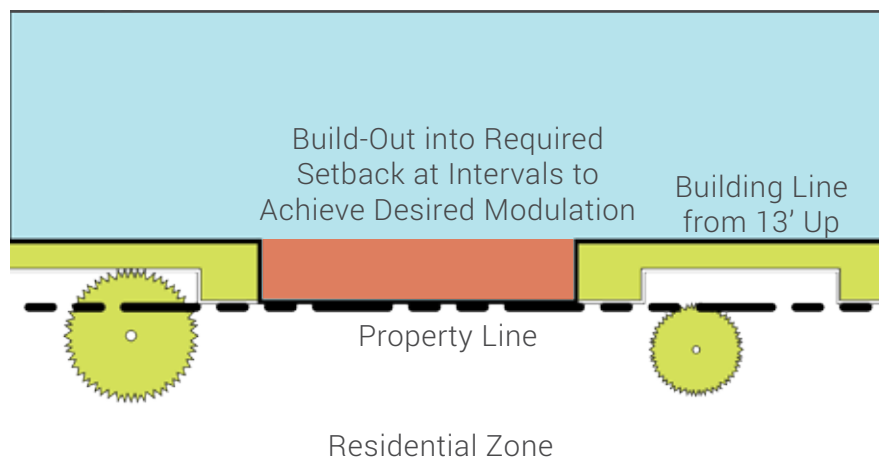 Build-Out into Required
Setback at Intervals to
Achieve Desired Modulation
Building Line
from 13’ Up
Property Line
Residential Zone